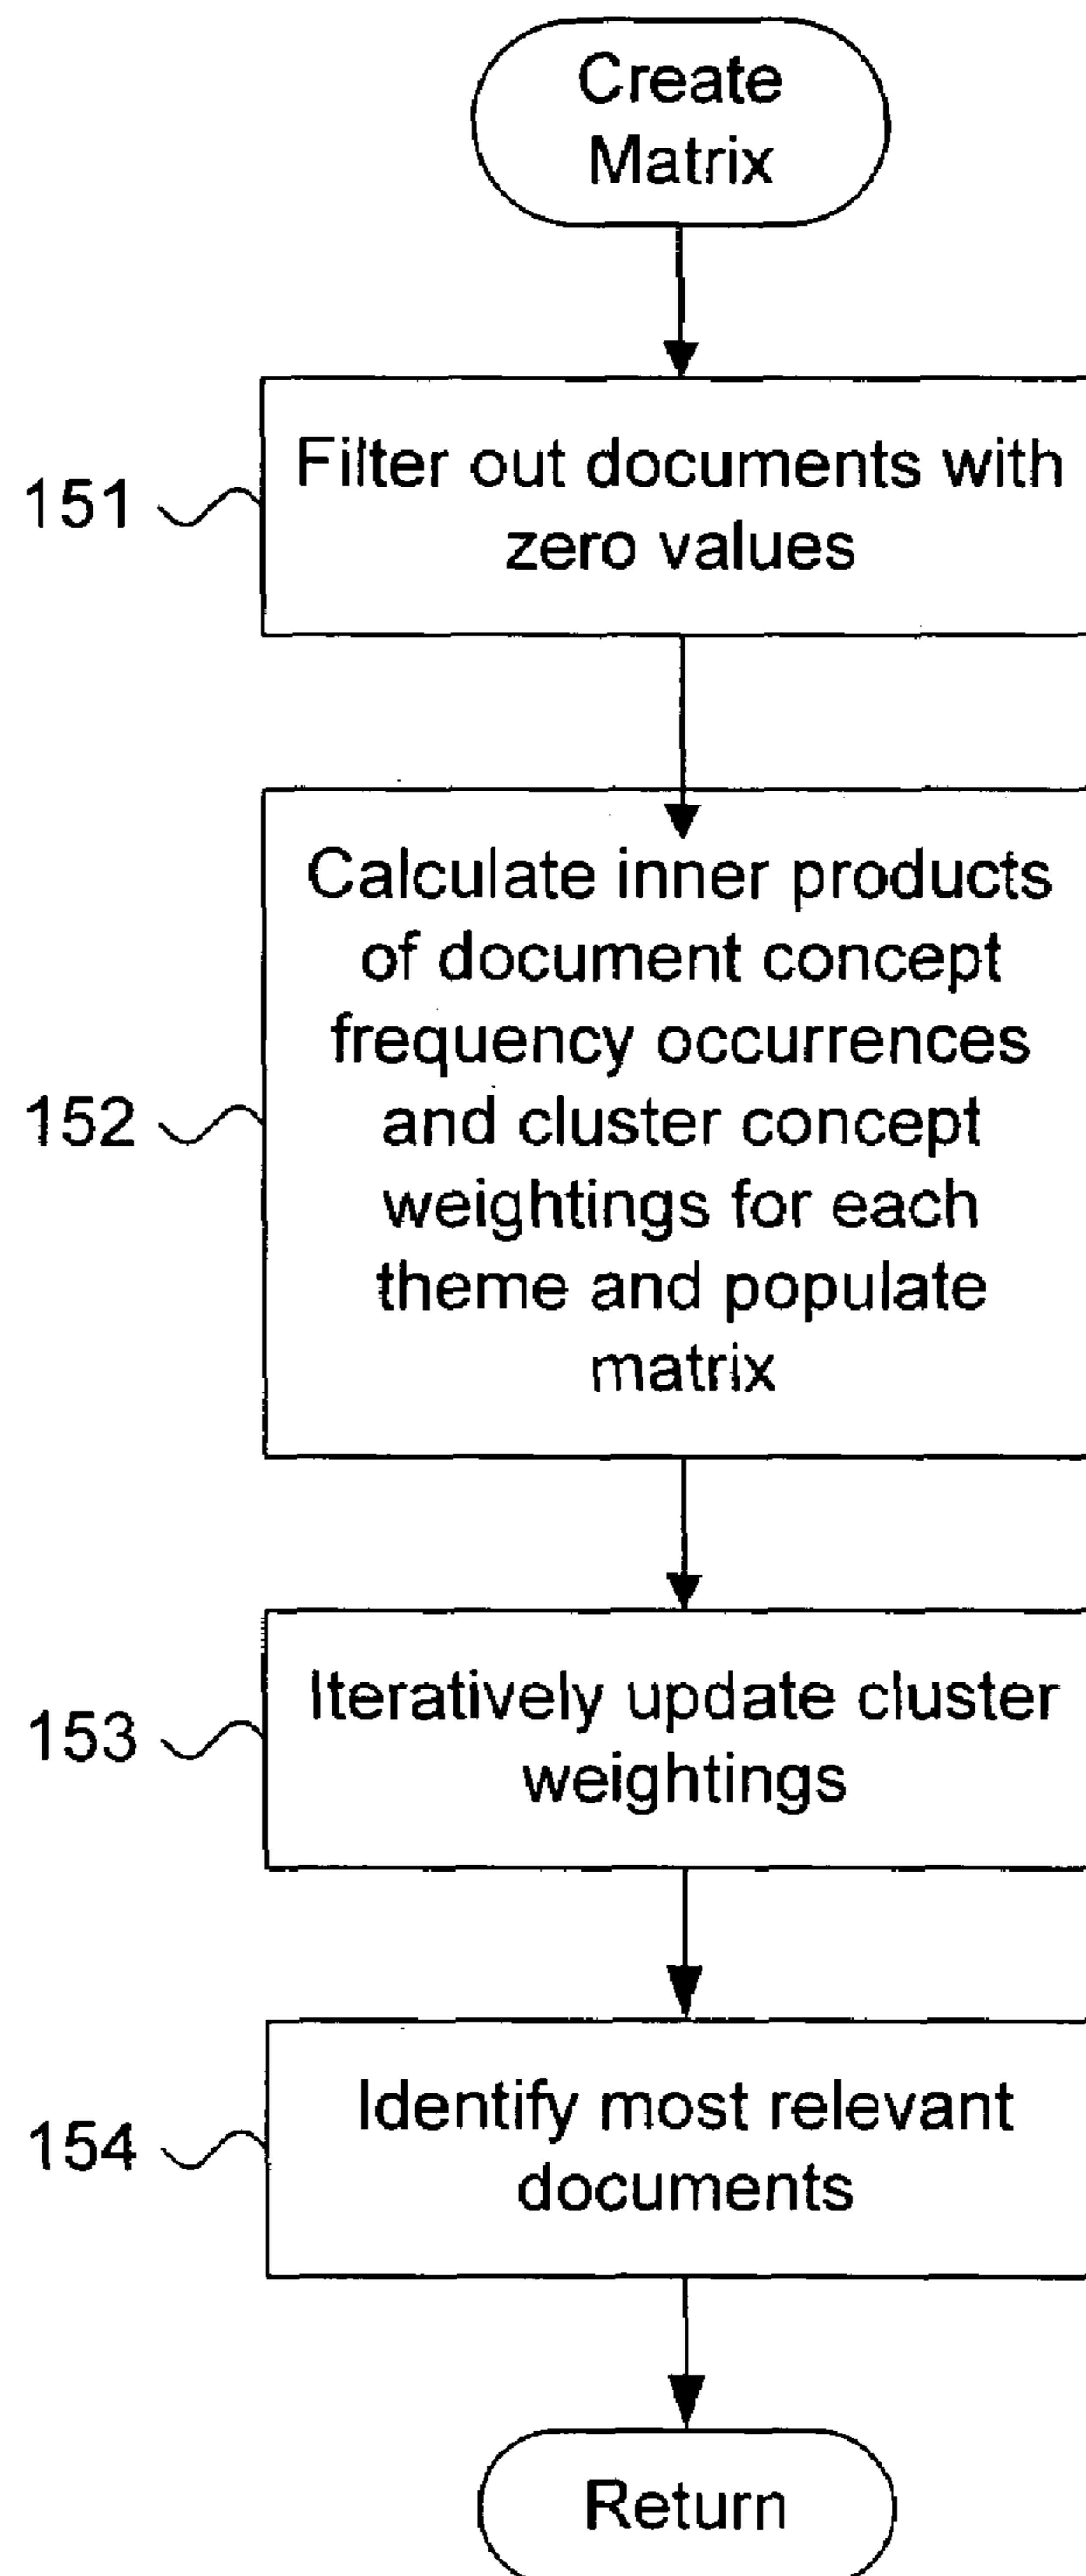 Create
Matrix
151
Filter out documents with
zero values
152
Calculate inner products
of document concept
frequency occurrences
and cluster concept
weightings for each
theme and populate
matrix
153
Iteratively update cluster
weightings
154
Identify most relevant
documents
Return